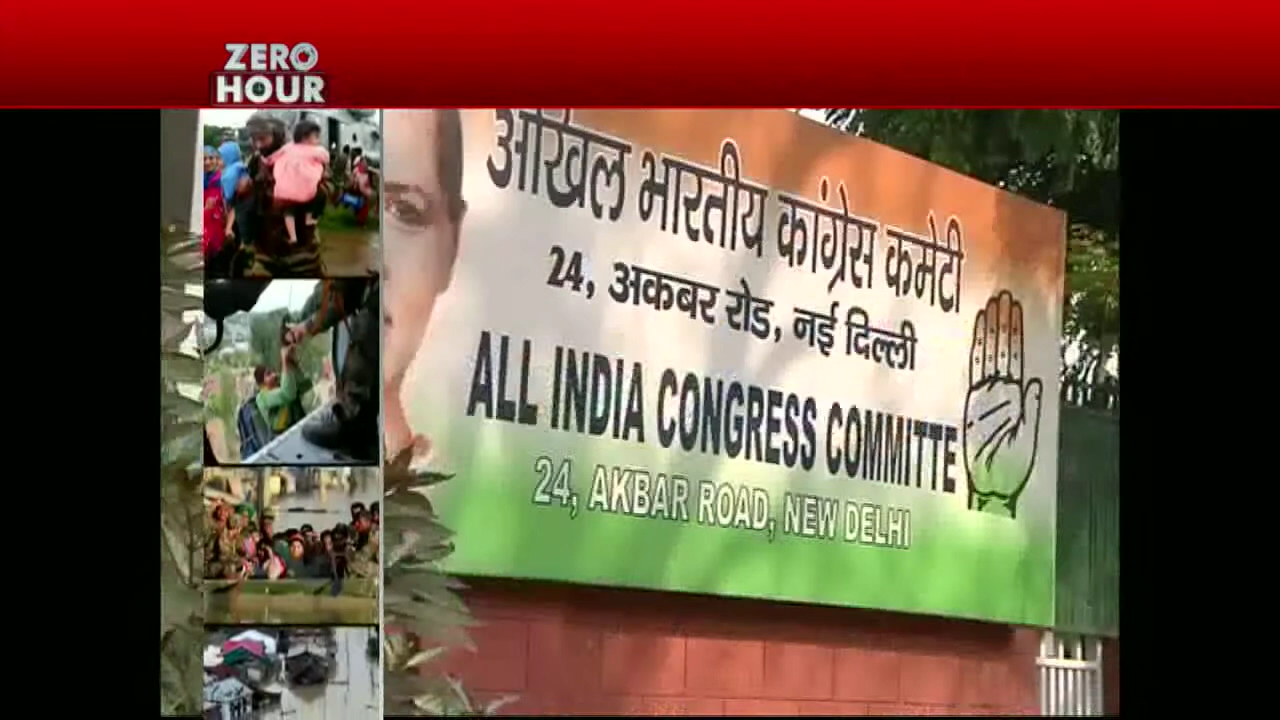 ZERO
HOUR
अखिल भारतीय कांग्रेस कमेटी
24, अकबर रोड, नई दिल्ली
ALL INDIA CONGRESS COMMITTE
24, AKBAR ROAD, NEW DELHI